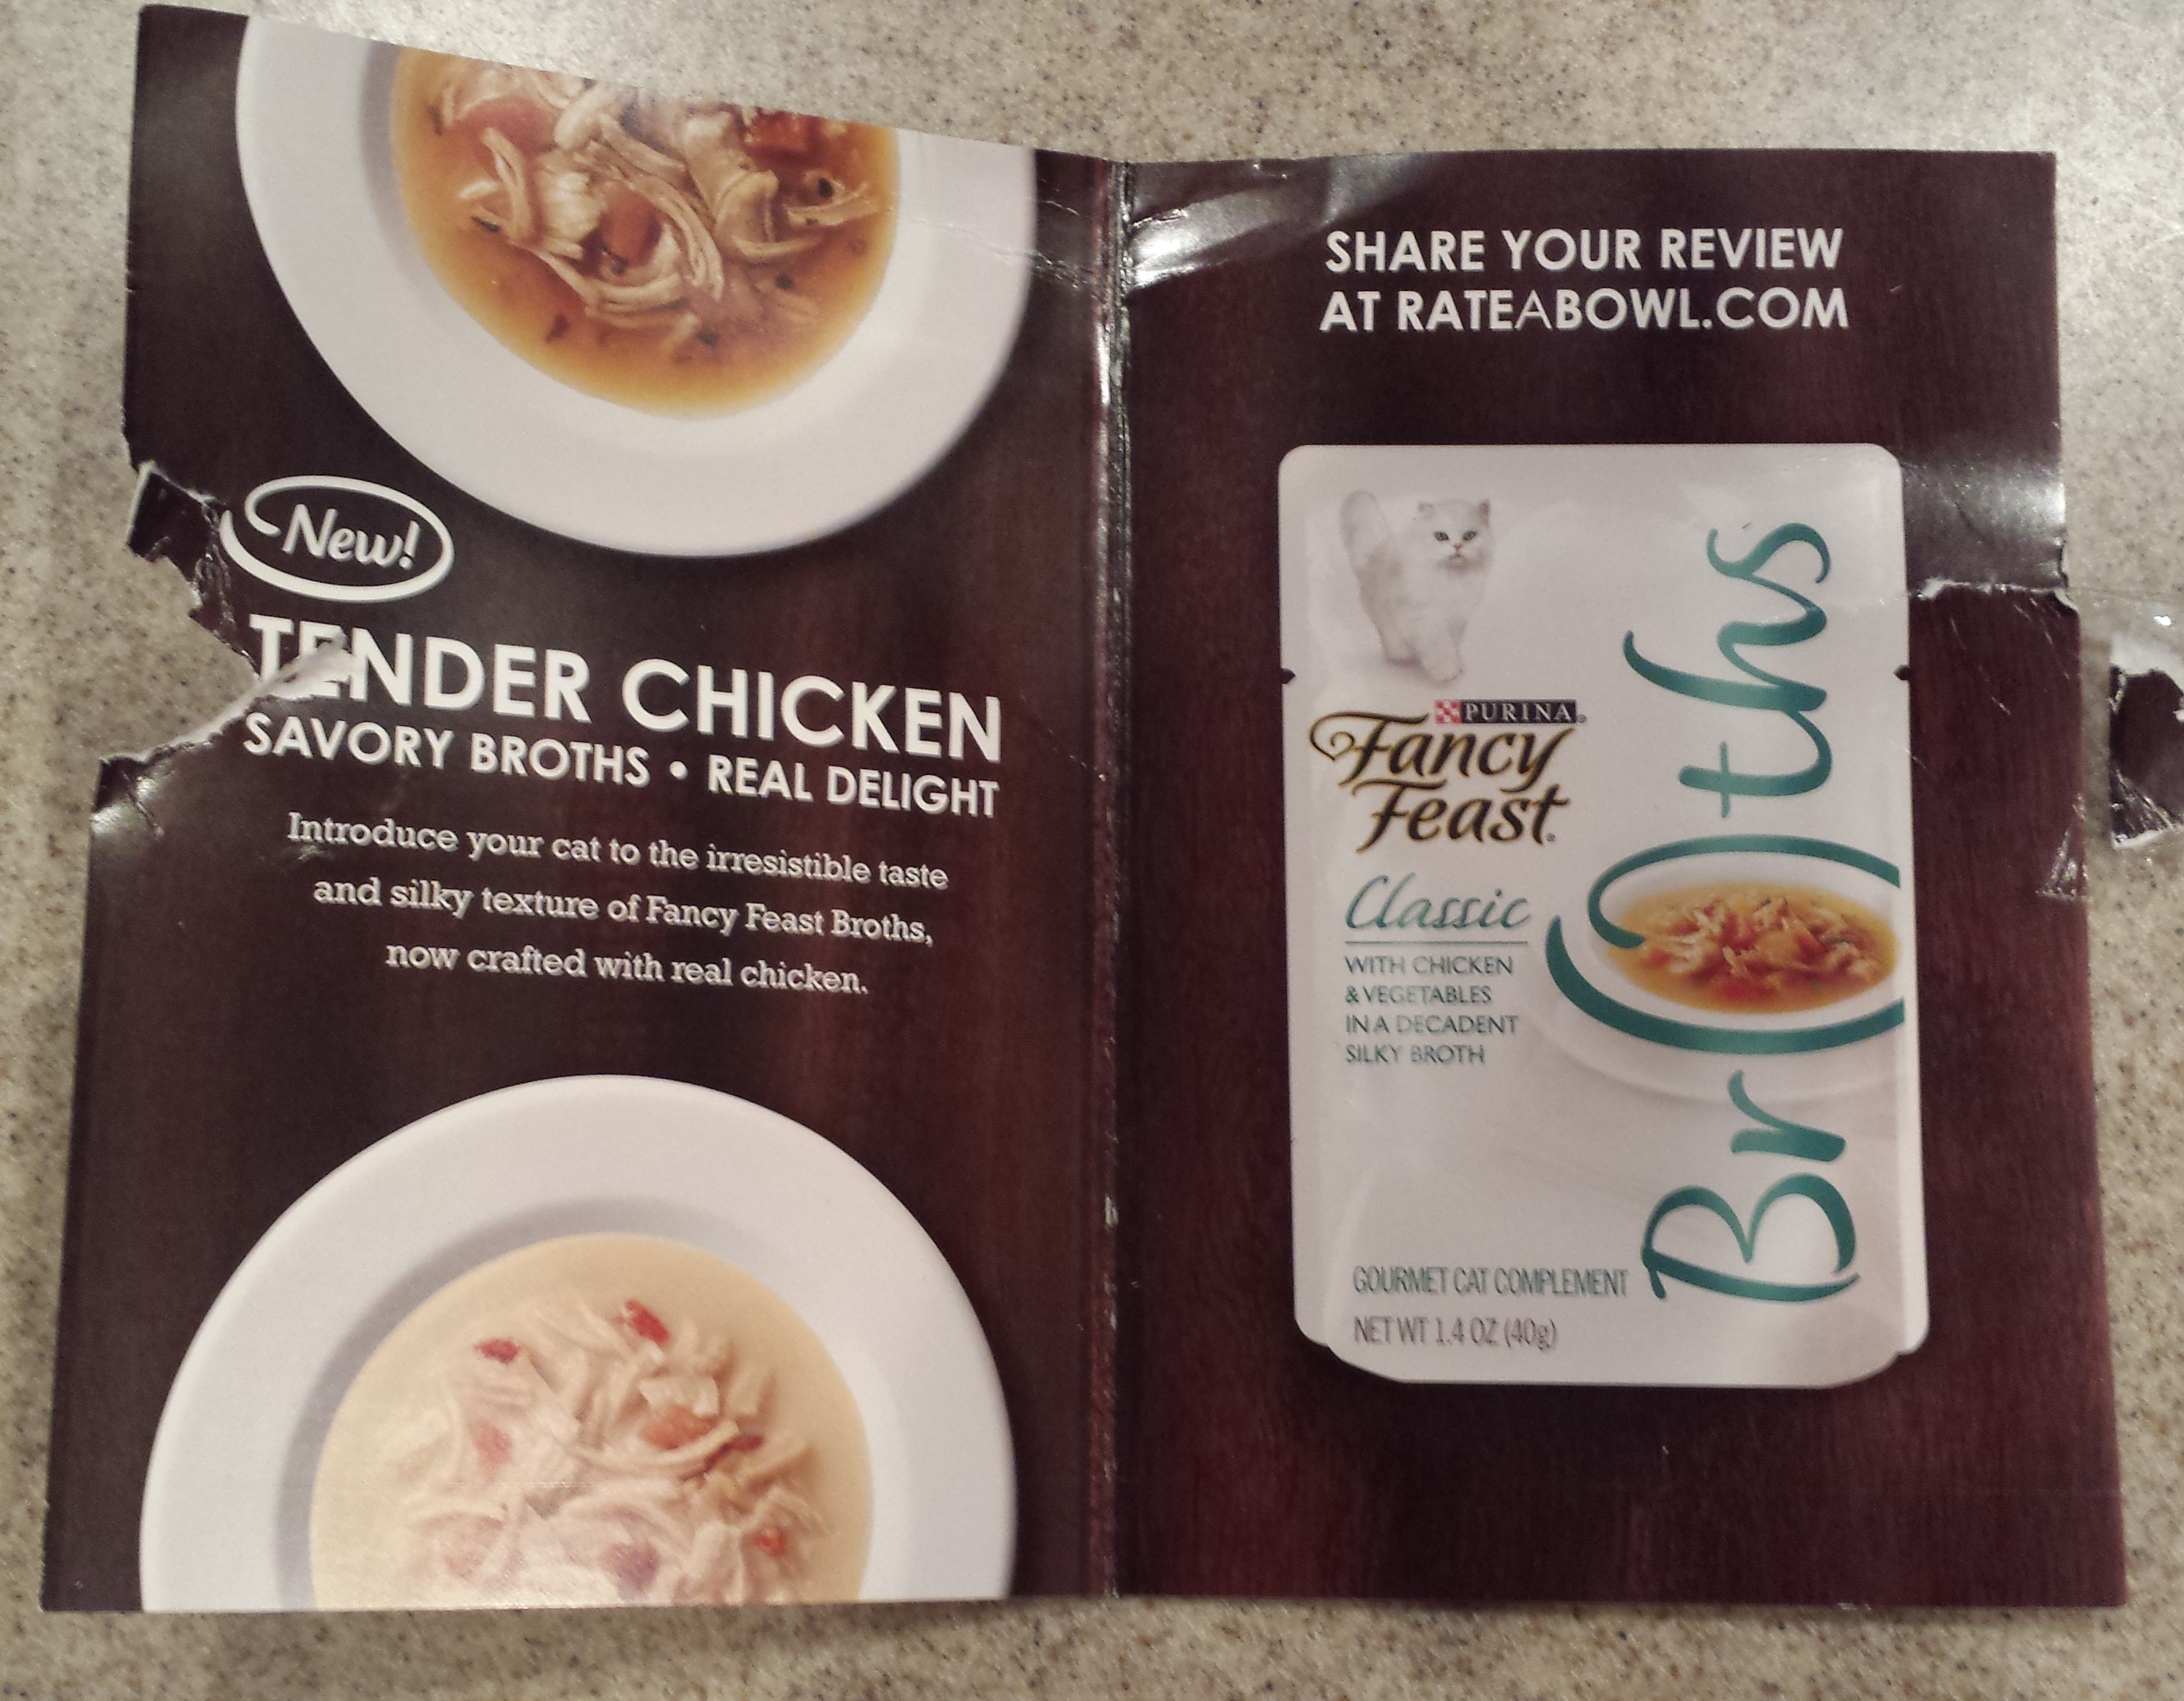 New!
TENDER CHICKEN
SAVORY BROTHS • REAL DELIGHT
Introduce your cat to the irresistible taste
and silky texture of Fancy Feast Broths,
now crafted with real chicken.
SHARE YOUR REVIEW
AT RATEABOWL.COM
PURINA®
Fancy
Feast®
Classic
WITH CHICKEN
& VEGETABLES
IN A DECADENT
SILKY BROTH
Broths
GOURMET CAT COMPLEMENT
NET WT 1.4 OZ (40g)